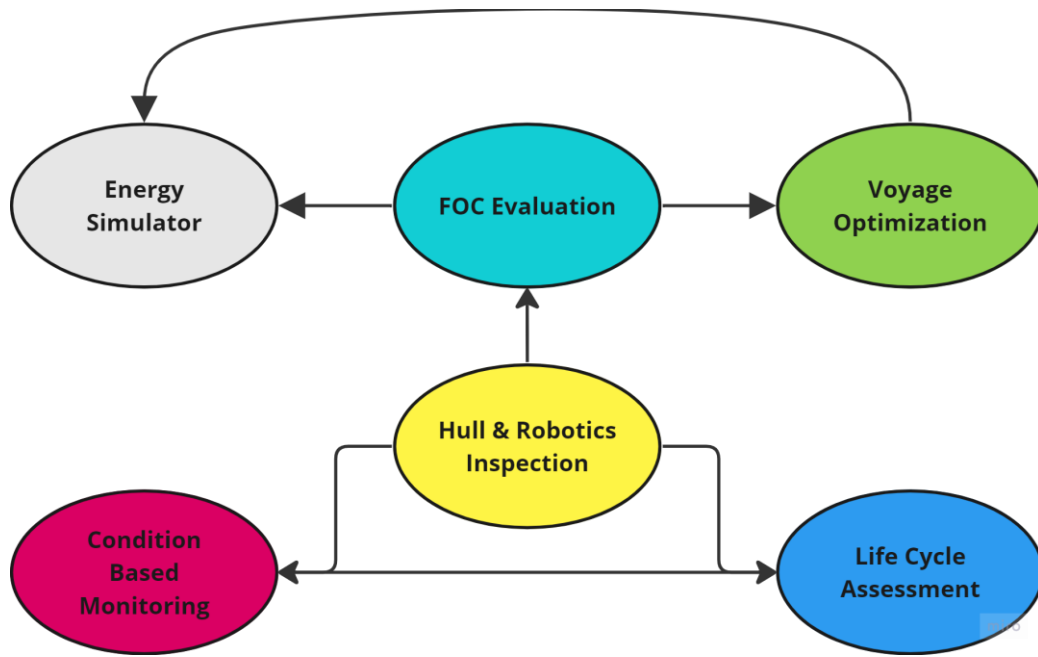 Energy
Simulator
FOC Evaluation
Voyage
Optimization
Hull & Robotics
Inspection
Condition
Based
Monitoring
Life Cycle
Assessment